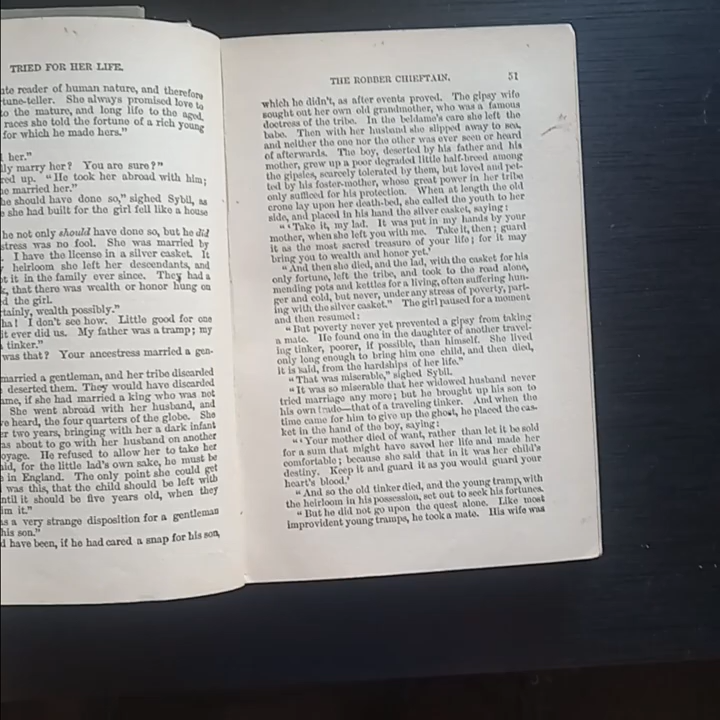 TRIED FOR HER LIFE.
ate reader of human nature, and therefore
tune-teller. She always promised love to
to the mature, and long life to the aged.
races she told the fortune of a rich young
for which he made hers."
her."
lly marry her? You are sure?"
red up. "He took her abroad with him;
he married her."
he should have done so," sighed Sybil, as
she had built for the girl fell like a house
he not only should have done so, but he did
stress was no fool. She was married by
I have the license in a silver casket. It
heirloom she left her descendants, and
pt it in the family ever since. They had a
k, that there was wealth or honor hung on
d the girl.
tainly, wealth possibly."
ha! I don't see how. Little good for one
it ever did us. My father was a tramp; my
tinker."
was that? Your ancestress married a gen-
married a gentleman, and her tribe discarded
deserted them. They would have discarded
ame, if she had married a king who was not
She went abroad with her husband, and
ve heard, the four quarters of the globe. She
er two years, bringing with her a dark infant
as about to go with her husband on another
oyage. He refused to allow her to take her
aid, for the little lad's own sake, he must be
e in England. The only point she could get
was this, that the child should be left with
ntil it should be five years old, when they
im it."
as a very strange disposition for a gentleman
his son."
d have been, if he had cared a snap for his son,
THE ROBBER CHIEFTAIN. 51
which he didn't, as after events proved. The gipsy wife
sought out her own old grandmother, who was a famous
doctress of the tribe. In the beldame's care she left the
babe. Then with her husband she slipped away to sea,
and neither the one nor the other was ever seen or heard
of afterwards. The boy, deserted by his father and his
mother, grew up a poor degraded little half-breed among
the gipsies, scarcely tolerated by them, but loved and pet-
ted by his foster-mother, whose great power in her tribe
only sufficed for his protection. When at length the old
crone lay upon her death-bed, she called the youth to her
side, and placed in his hand the silver casket, saying:
"'Take it, my lad. It was put in my hands by your
mother, when she left you with me. Take it, then; guard
it as the most sacred treasure of your life; for it may
bring you to wealth and honor yet.'
"And then she died, and the lad, with the casket for his
only fortune, left the tribe, and took to the road alone,
mending pots and kettles for a living, often suffering hun-
ger and cold, but never, under any stress of poverty, part-
ing with the silver casket." The girl paused for a moment
and then resumed:
"But poverty never yet prevented a gipsy from taking
a mate. He found one in the daughter of another travel-
ing tinker, poorer, if possible, than himself. She lived
only long enough to bring him one child, and then died,
it is said, from the hardships of her life."
"That was miserable," sighed Sybil.
"It was so miserable that her widowed husband never
tried marriage any more; but he brought up his son to
his own trade—that of a traveling tinker. And when the
time came for him to give up the ghost, he placed the cas-
ket in the hand of the boy, saying:
"'Your mother died of want, rather than let it be sold
for a sum that might have saved her life and made her
comfortable; because she said that in it was her child's
destiny. Keep it and guard it as you would guard your
heart's blood.'
"And so the old tinker died, and the young tramp, with
the heirloom in his possession, set out to seek his fortunes.
"But he did not go upon the quest alone. Like most
improvident young tramps, he took a mate. His wife was